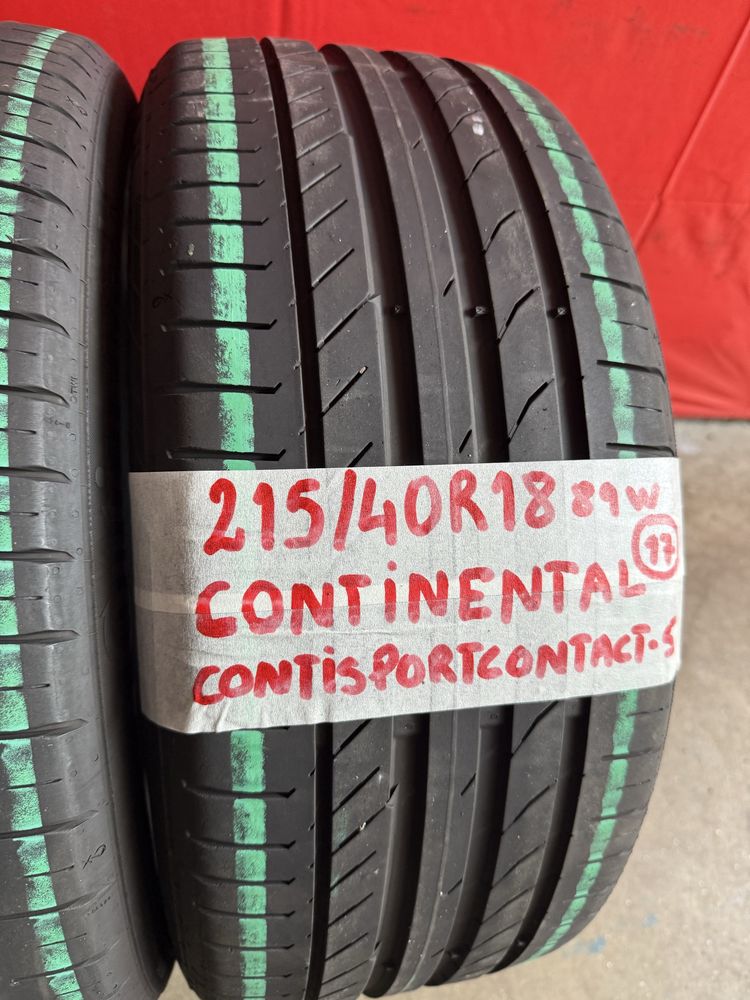 215/40R18 89W
17
CONTINENTAL
CONTISPORTCONTACT-5